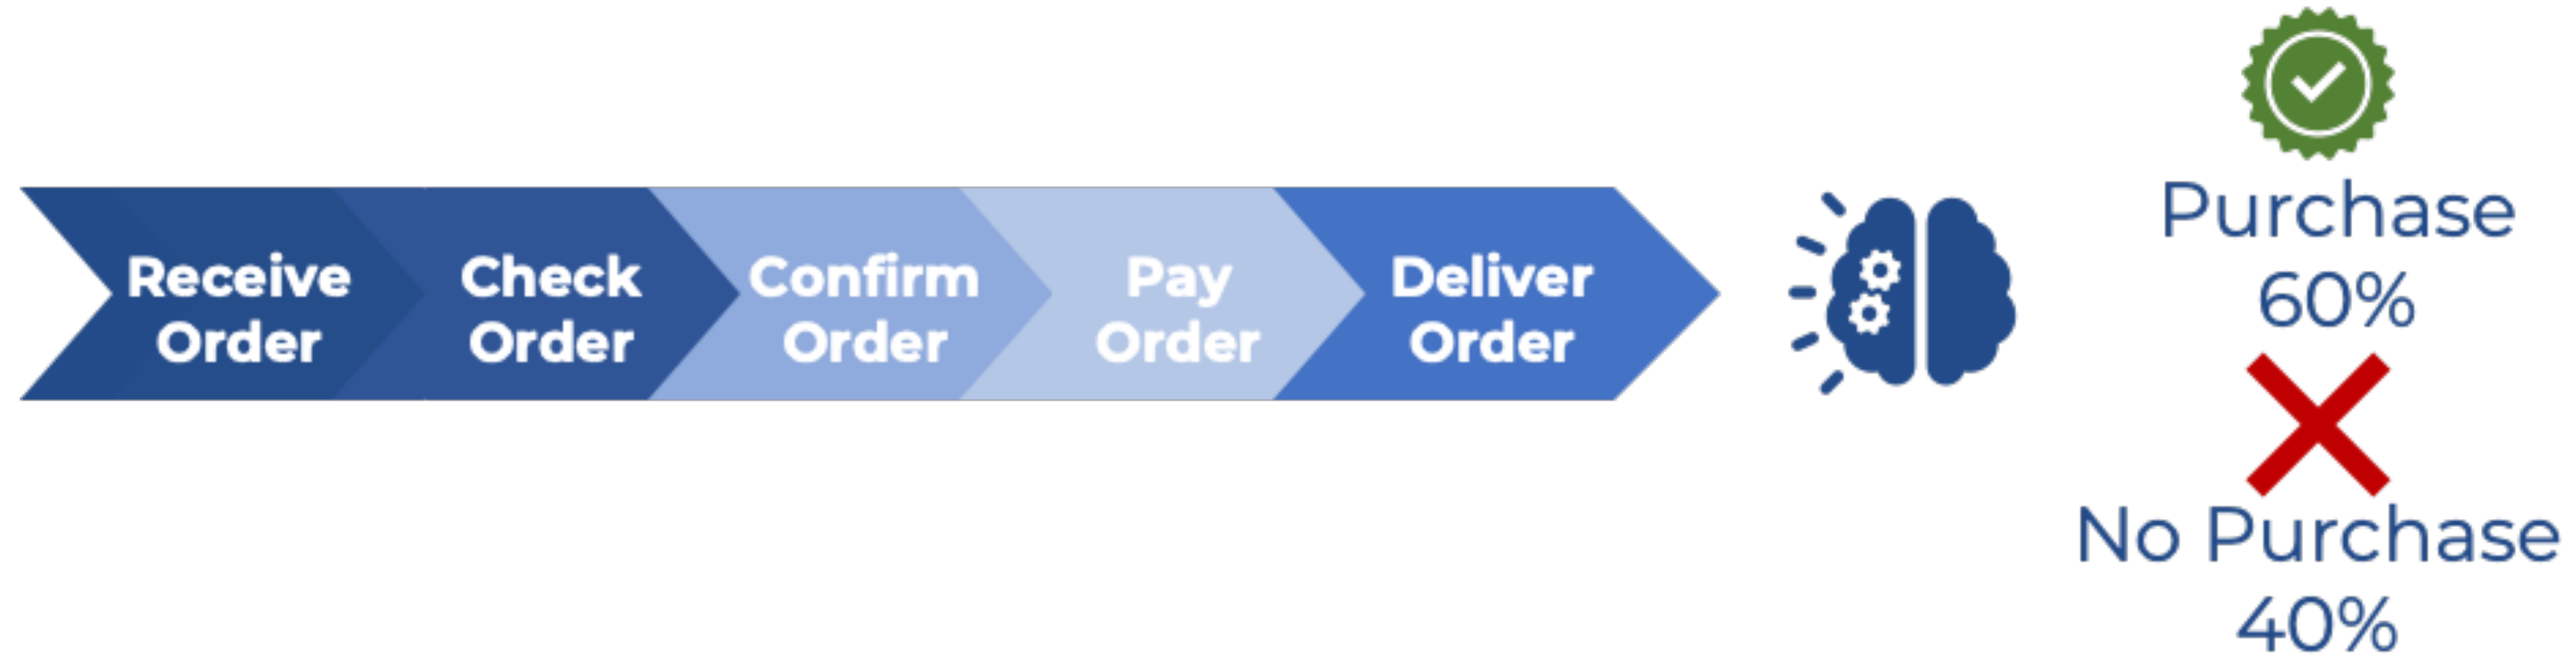 Receive
Order
Check
Order
Confirm
Order
Pay
Order
Deliver
Order
Purchase
60%
No Purchase
40%